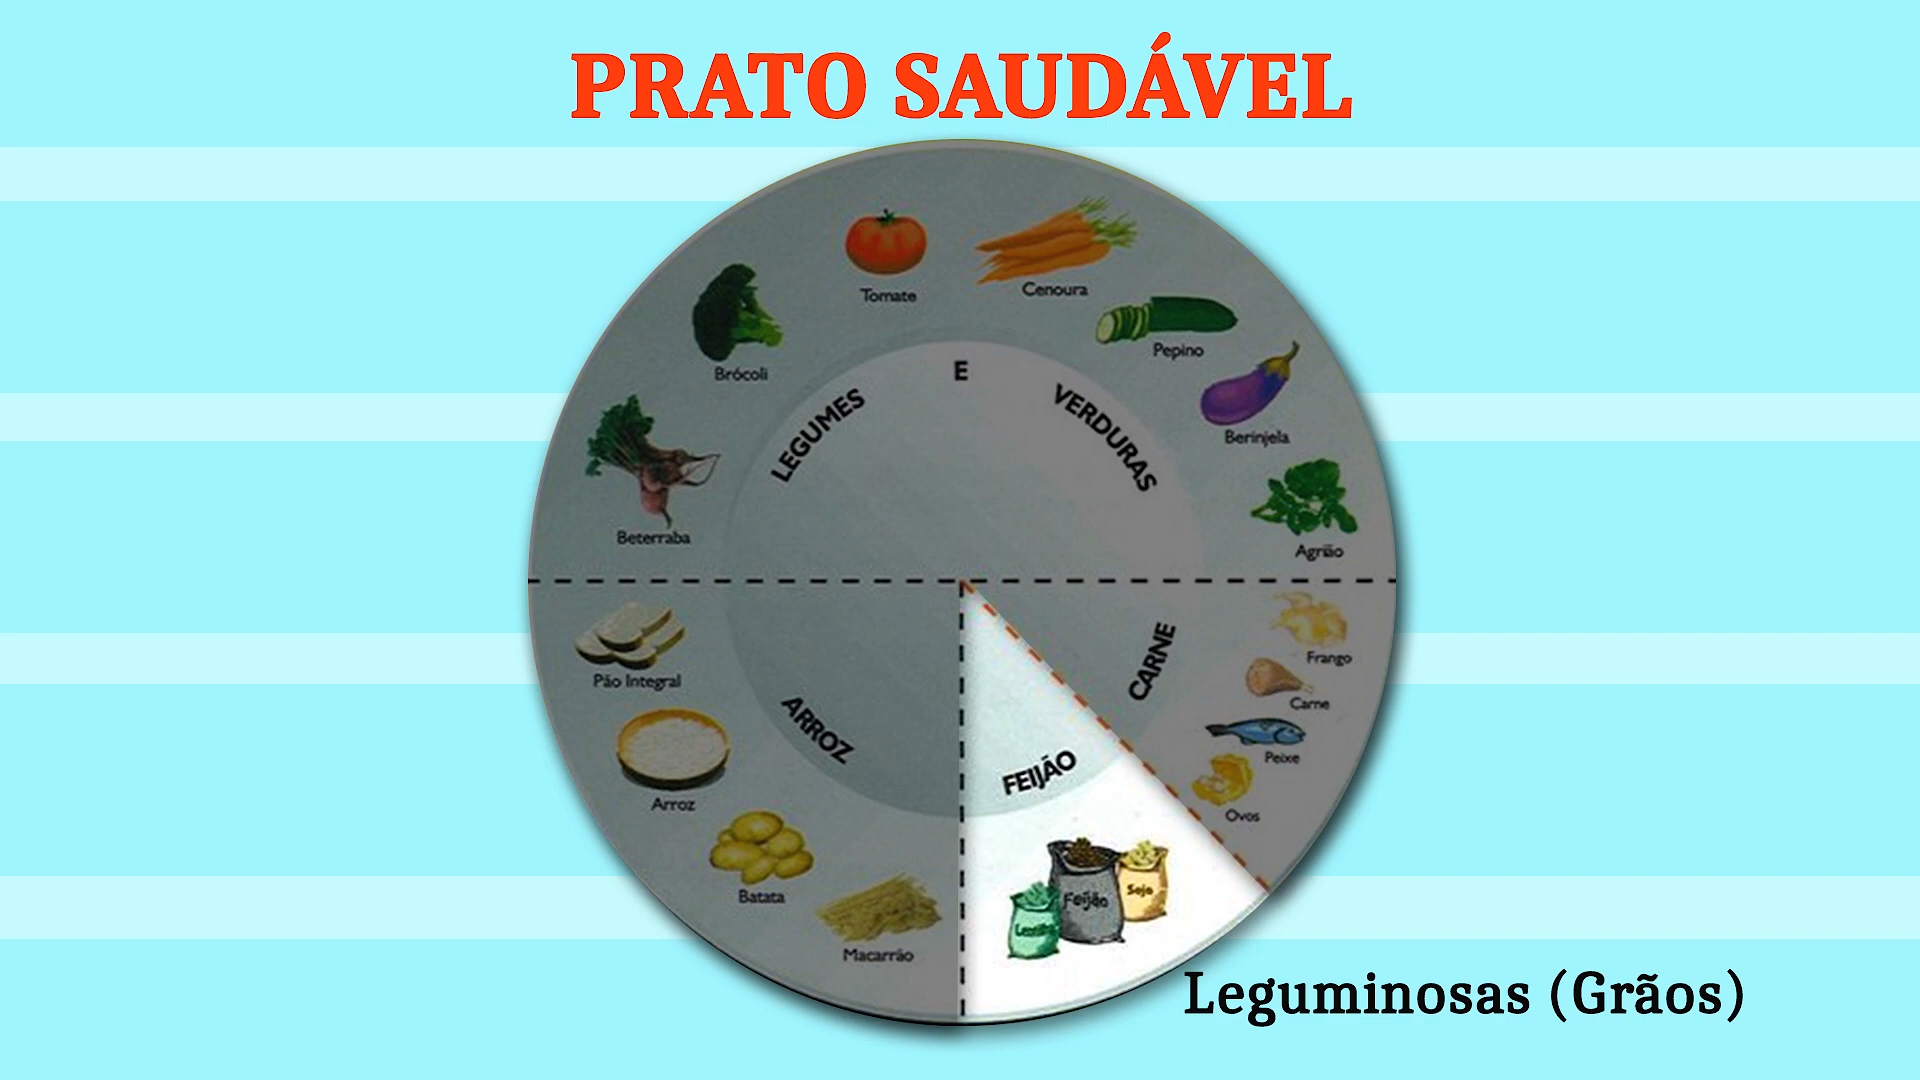 PRATO SAUDÁVEL
Tomate
Cenoura
Pepino
Brócoli
Berinjela
Beterraba
Agrião
LEGUMES
E
VERDURAS
Pão Integral
Arroz
Batata
Macarrão
ARROZ
FEIJÃO
CARNE
Frango
Carne
Peixe
Ovos
Lentilha
Feijão
Soja
Leguminosas (Grãos)